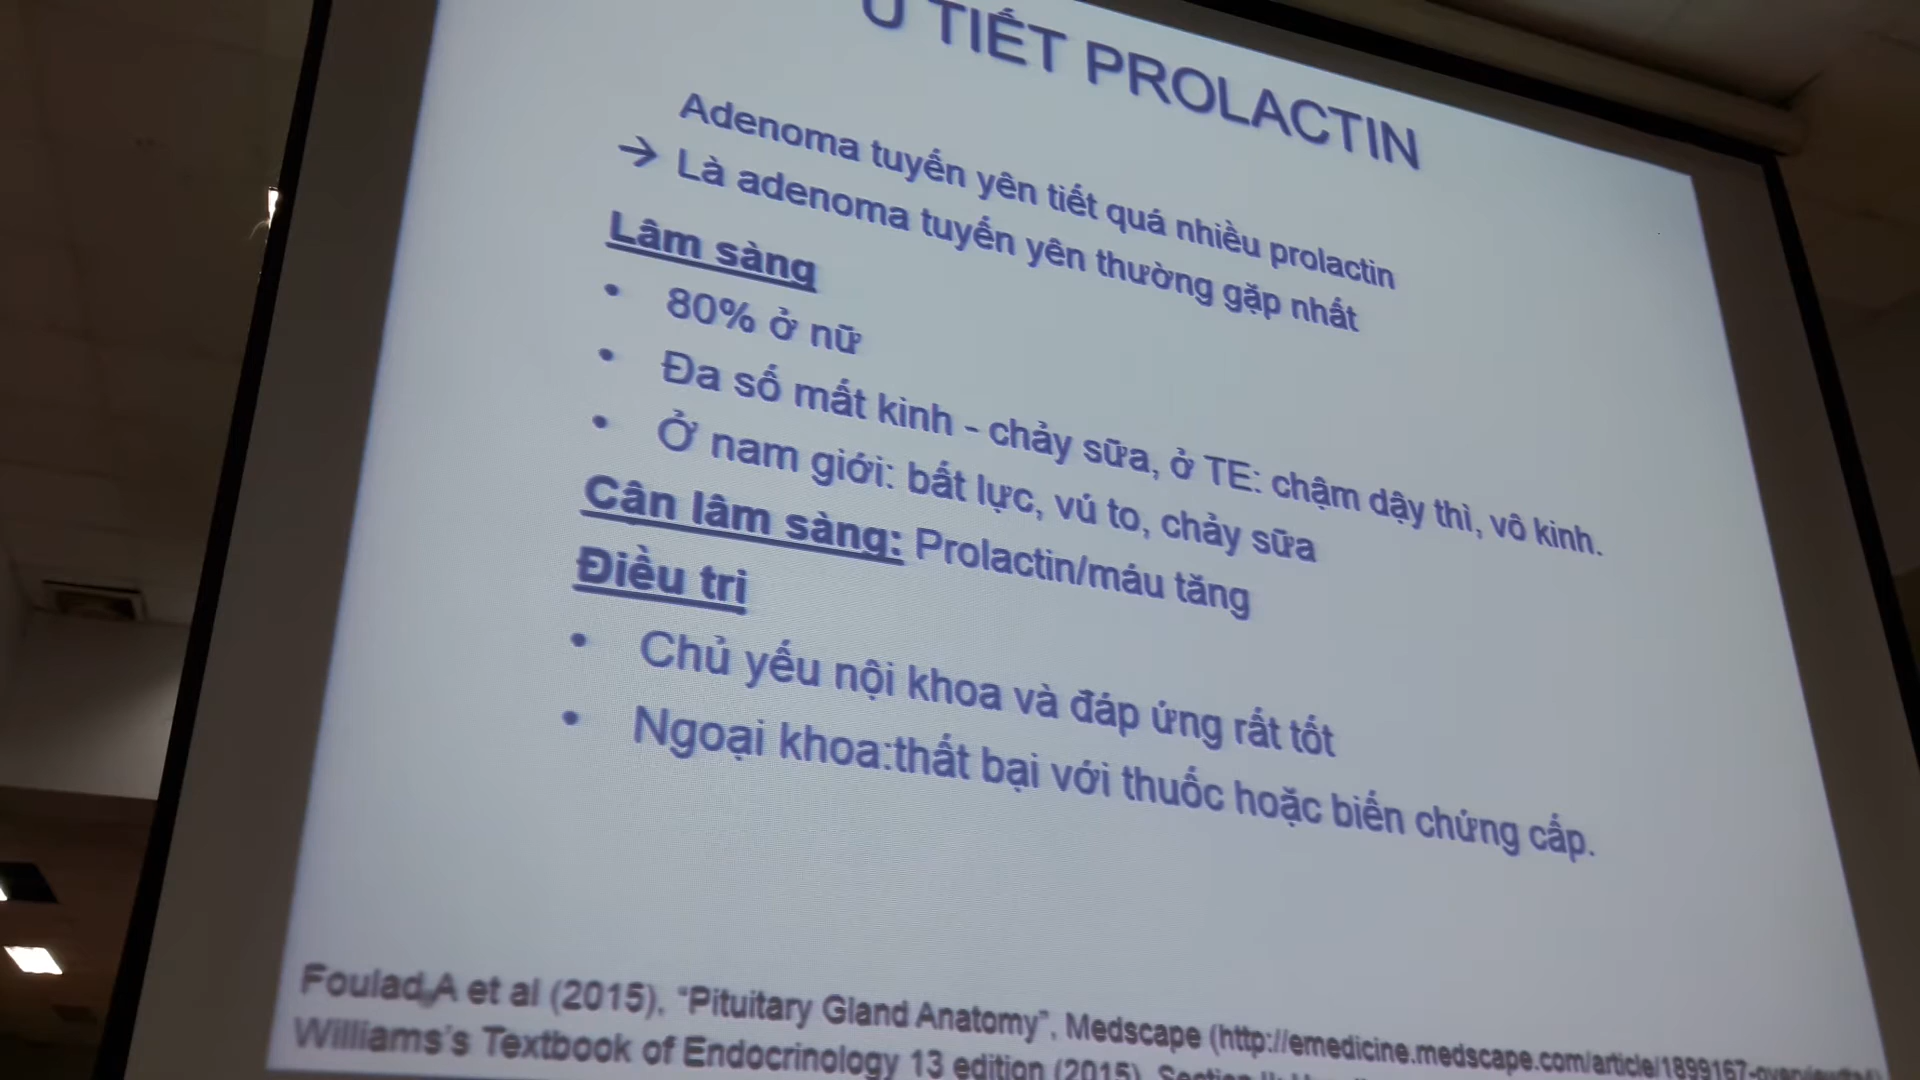 U TIẾT PROLACTIN
Adenoma tuyến yên tiết quá nhiều prolactin
→ Là adenoma tuyến yên thường gặp nhất
Lâm sàng
• 80% ở nữ
• Đa số mất kinh - chảy sữa, ở TE: chậm dậy thì, vô kinh.
• Ở nam giới: bất lực, vú to, chảy sữa
Cận lâm sàng: Prolactin/máu tăng
Điều trị
• Chủ yếu nội khoa và đáp ứng rất tốt
• Ngoại khoa:thất bại với thuốc hoặc biến chứng cấp.
Foulad A et al (2015), “Pituitary Gland Anatomy”, Medscape (http://emedicine.medscape.com/article/1899167-overview
Williams’s Textbook of Endocrinology 13 edition (2015), Section